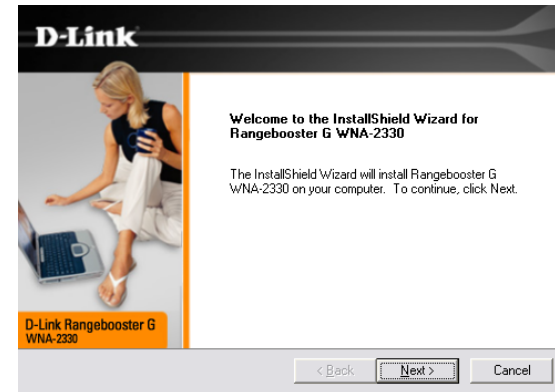 D-Link
Welcome to the InstallShield Wizard for
Rangebooster G WNA-2330
The InstallShield Wizard will install Rangebooster G
WNA-2330 on your computer. To continue, click Next.
D-Link Rangebooster G
WNA-2330
< Back
Next >
Cancel